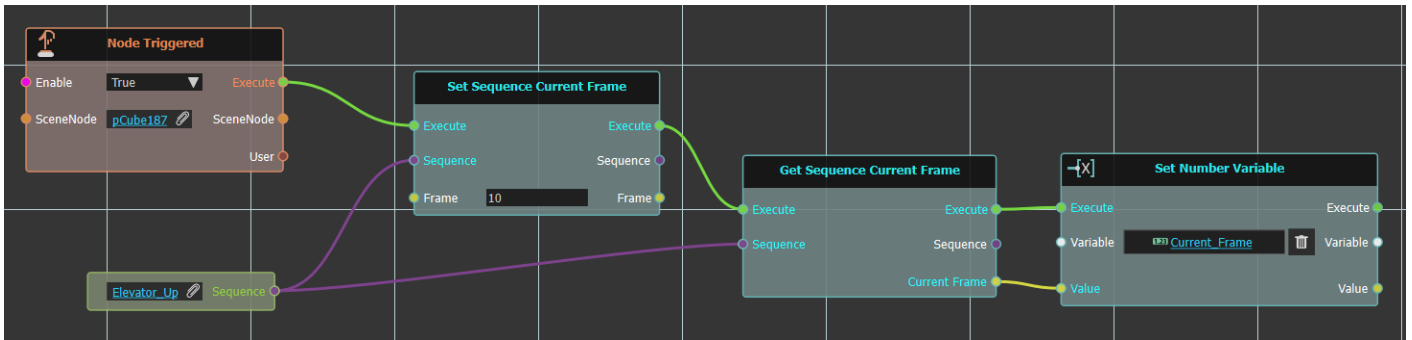 Node Triggered
Enable True Execute
SceneNode pCube187 SceneNode
User
Set Sequence Current Frame
Execute Execute
Sequence Sequence
Frame 10 Frame
Elevator_Up Sequence
Get Sequence Current Frame
Execute Execute
Sequence Sequence
Current Frame
{x} Set Number Variable
Execute Execute
Variable 1.23 Current_Frame Variable
Value Value